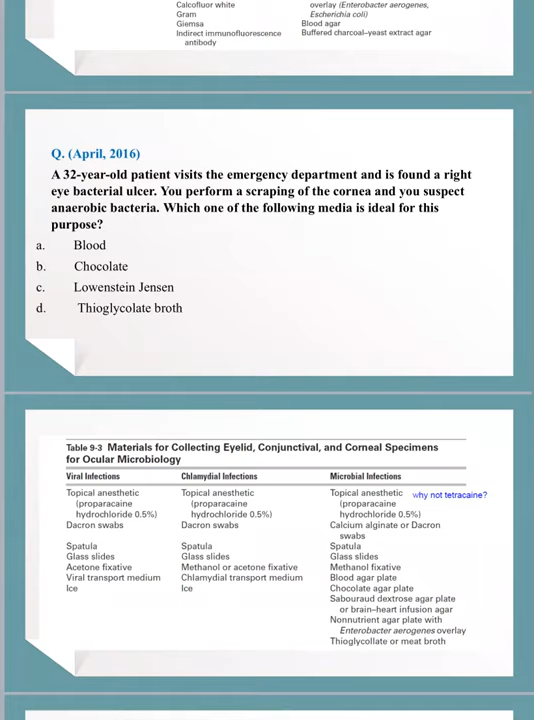 Calcofluor white
Gram
Giemsa
Indirect immunofluorescence
antibody
overlay (Enterobacter aerogenes,
Escherichia coli)
Blood agar
Buffered charcoal–yeast extract agar
Q. (April, 2016)
A 32-year-old patient visits the emergency department and is found a right
eye bacterial ulcer. You perform a scraping of the cornea and you suspect
anaerobic bacteria. Which one of the following media is ideal for this
purpose?
a. Blood
b. Chocolate
c. Lowenstein Jensen
d. Thioglycolate broth
Table 9-3 Materials for Collecting Eyelid, Conjunctival, and Corneal Specimens
for Ocular Microbiology
Viral Infections Chlamydial Infections Microbial Infections
Topical anesthetic Topical anesthetic Topical anesthetic why not tetracaine?
(proparacaine (proparacaine (proparacaine
hydrochloride 0.5%) hydrochloride 0.5%) hydrochloride 0.5%)
Dacron swabs Dacron swabs Calcium alginate or Dacron
swabs
Spatula Spatula Spatula
Glass slides Glass slides Glass slides
Acetone fixative Methanol or acetone fixative Methanol fixative
Viral transport medium Chlamydial transport medium Blood agar plate
Ice Ice Chocolate agar plate
Sabouraud dextrose agar plate
or brain–heart infusion agar
Nonnutrient agar plate with
Enterobacter aerogenes overlay
Thioglycollate or meat broth